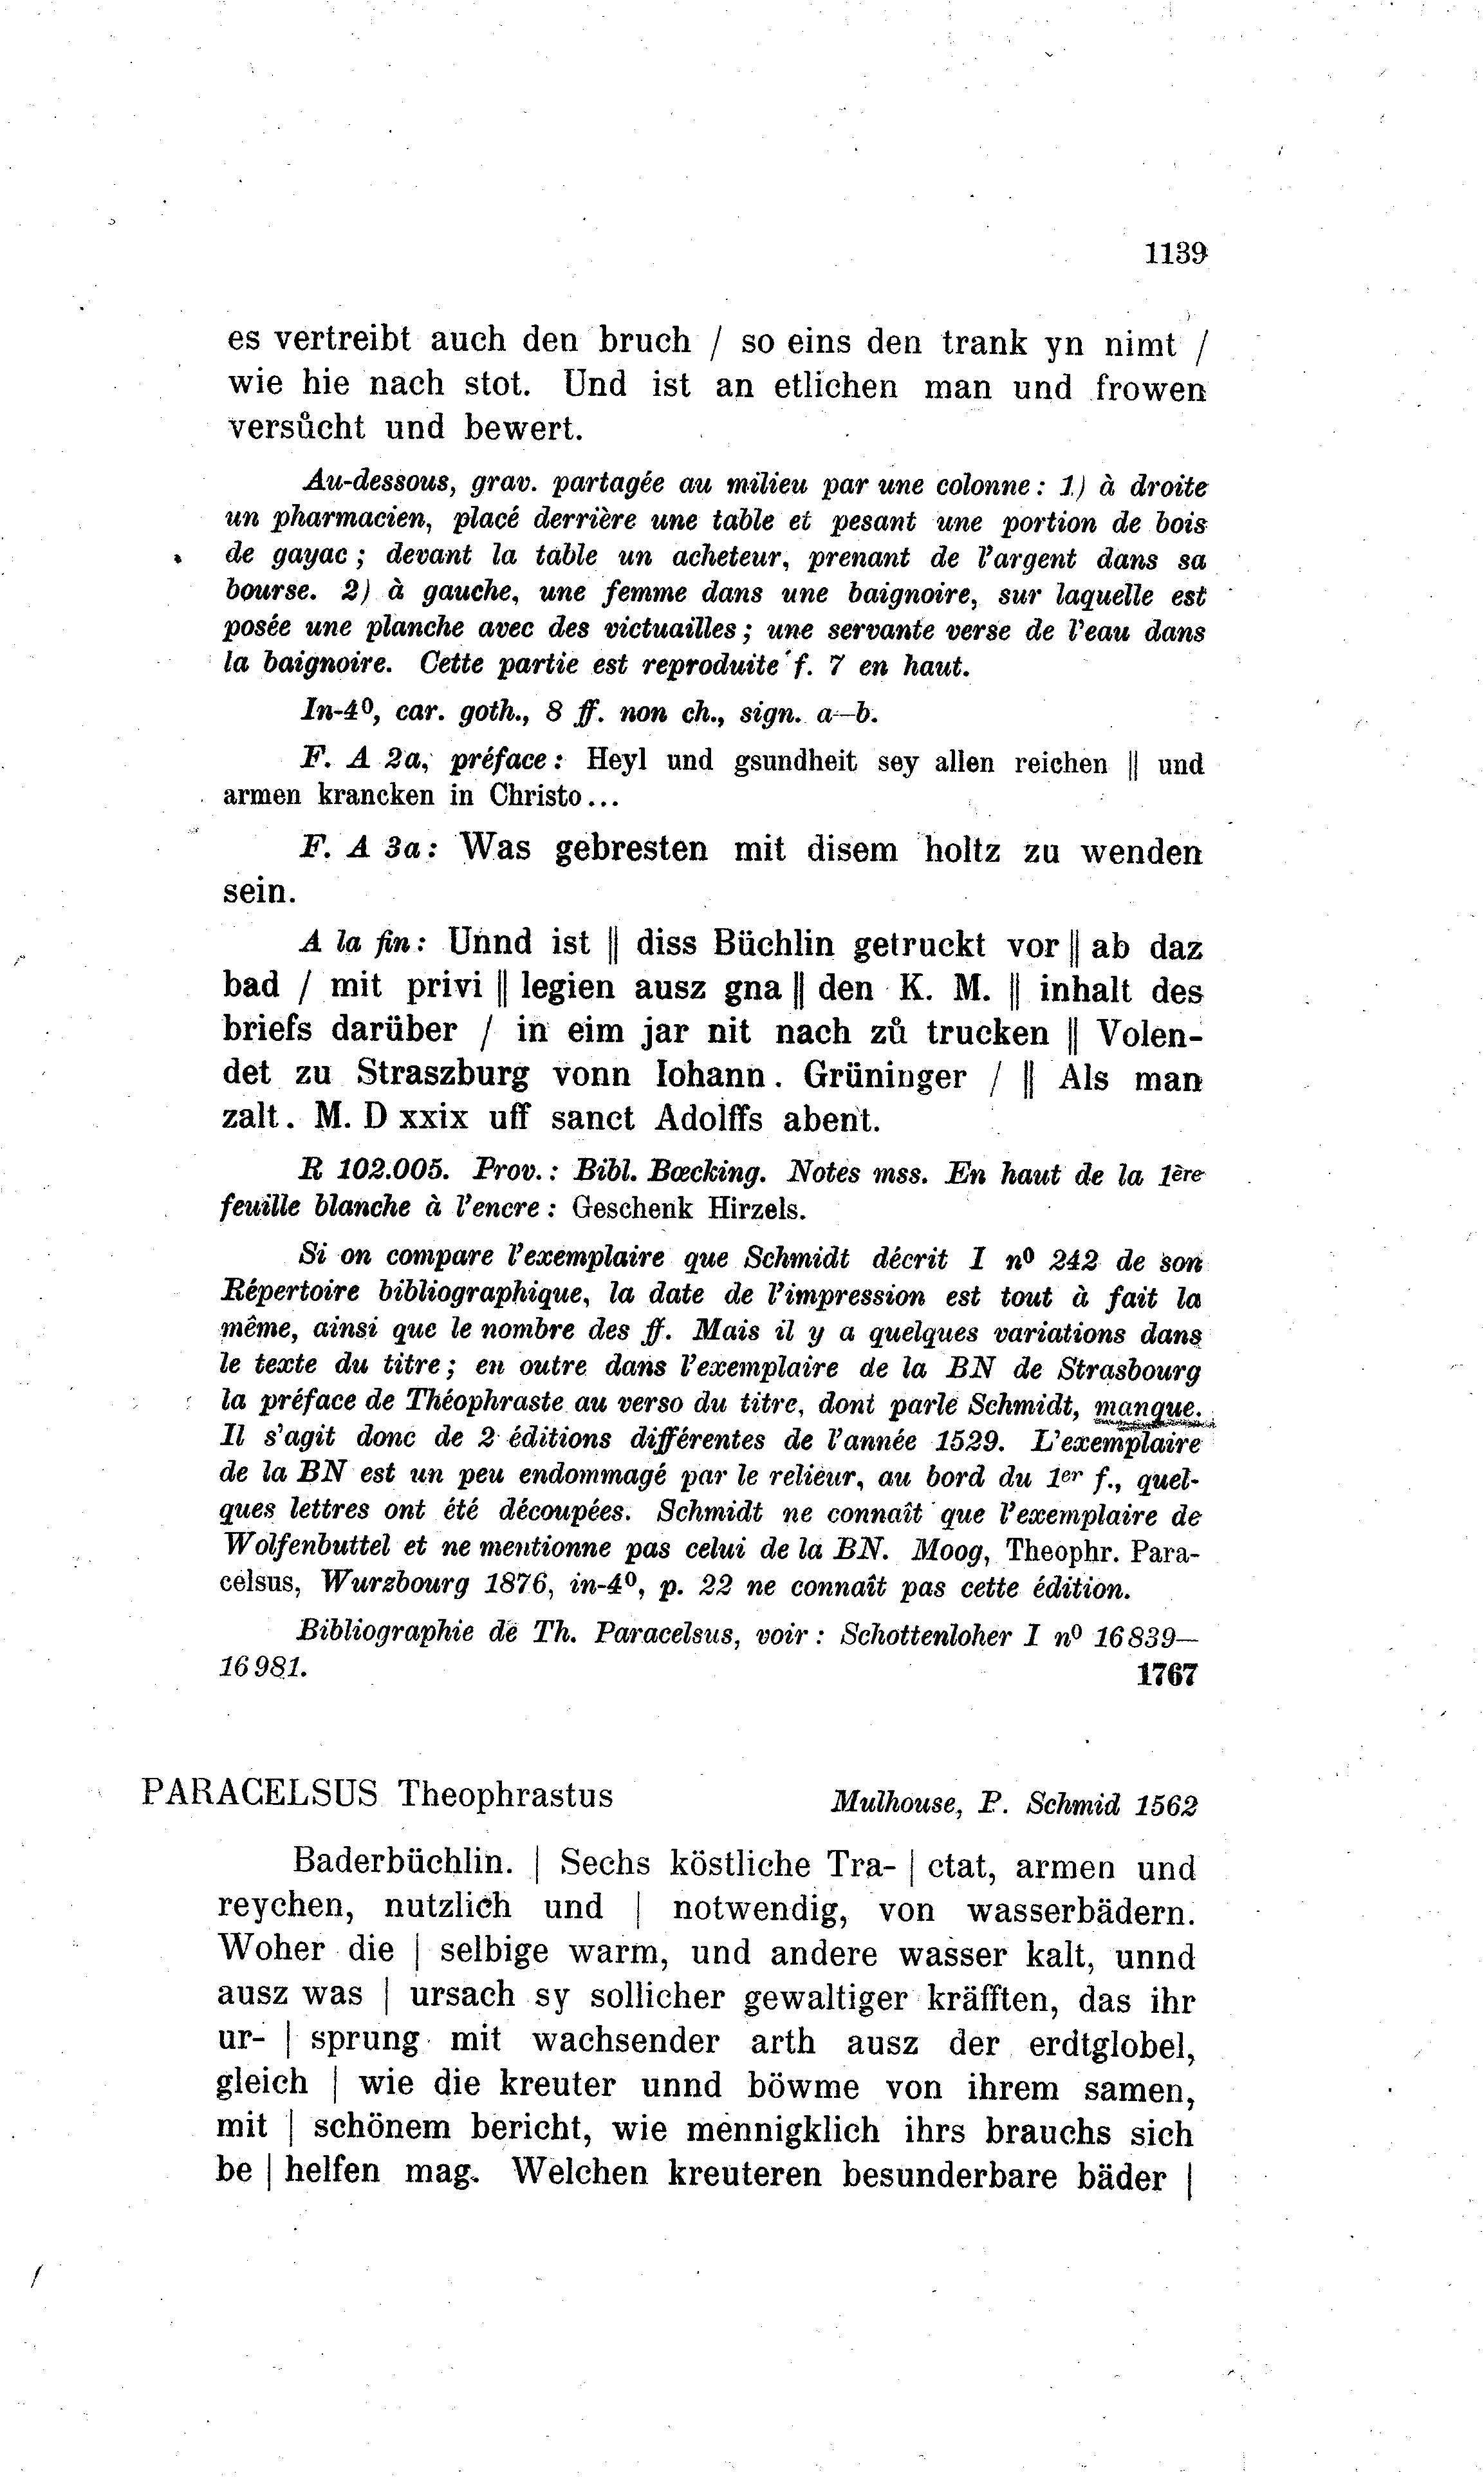 1139
es vertreibt auch den bruch / so eins den trank yn nimt /
wie hie nach stot. Und ist an etlichen man und frowen
versůcht und bewert.
Au-dessous, grav. partagée au milieu par une colonne : 1) à droite
un pharmacien, placé derrière une table et pesant une portion de bois
de gayac ; devant la table un acheteur, prenant de l'argent dans sa
bourse. 2) à gauche, une femme dans une baignoire, sur laquelle est
posée une planche avec des victuailles ; une servante verse de l'eau dans
la baignoire. Cette partie est reproduite f. 7 en haut.
In-4º, car. goth., 8 ff. non ch., sign. a—b.
F. A 2a, préface : Heyl und gsundheit sey allen reichen || und
armen krancken in Christo...
F. A 3a : Was gebresten mit disem holtz zu wenden
sein.
A la fin : Unnd ist || diss Büchlin getruckt vor || ab daz
bad / mit privi || legien ausz gna || den K. M. || inhalt des
briefs darüber / in eim jar nit nach zů trucken || Volen-
det zu Straszburg vonn Iohann. Grüninger / || Als man
zalt. M. D xxix uff sanct Adolffs abent.
R 102.005. Prov. : Bibl. Bœcking. Notes mss. En haut de la 1ère
feuille blanche à l'encre : Geschenk Hirzels.
Si on compare l'exemplaire que Schmidt décrit I nº 242 de son
Répertoire bibliographique, la date de l'impression est tout à fait la
même, ainsi que le nombre des ff. Mais il y a quelques variations dans
le texte du titre ; en outre dans l'exemplaire de la BN de Strasbourg
la préface de Théophraste au verso du titre, dont parle Schmidt, manque.
Il s'agit donc de 2 éditions différentes de l'année 1529. L'exemplaire
de la BN est un peu endommagé par le relieur, au bord du 1er f., quel-
ques lettres ont été découpées. Schmidt ne connaît que l'exemplaire de
Wolfenbuttel et ne mentionne pas celui de la BN. Moog, Theophr. Para-
celsus, Wurzbourg 1876, in-4º, p. 22 ne connaît pas cette édition.
Bibliographie de Th. Paracelsus, voir : Schottenloher I nº 16839—
16981. 1767
PARACELSUS Theophrastus Mulhouse, P. Schmid 1562
Baderbüchlin. | Sechs köstliche Tra- | ctat, armen und
reychen, nutzlich und | notwendig, von wasserbädern.
Woher die | selbige warm, und andere wasser kalt, unnd
ausz was | ursach sy sollicher gewaltiger kräfften, das ihr
ur- | sprung mit wachsender arth ausz der erdtglobel,
gleich | wie die kreuter unnd böwme von ihrem samen,
mit | schönem bericht, wie mennigklich ihrs brauchs sich
be | helfen mag. Welchen kreuteren besunderbare bäder |